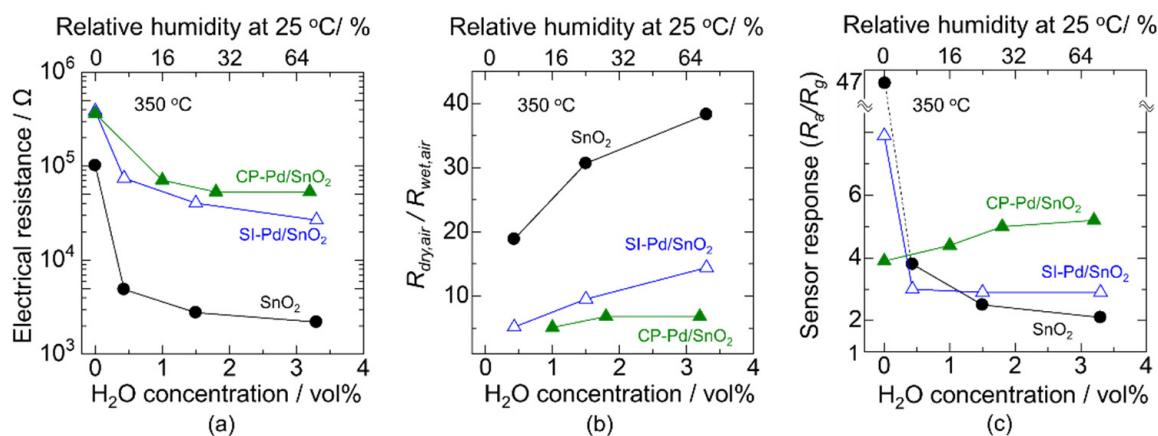 Relative humidity at 25 °C/ %
0 16 32 64
10⁶
10⁵
10⁴
10³
Electrical resistance / Ω
350 °C
CP-Pd/SnO₂
SI-Pd/SnO₂
SnO₂
0 1 2 3 4
H₂O concentration / vol%
(a)
Relative humidity at 25 °C/ %
0 16 32 64
40
30
20
10
R_dry,air / R_wet,air
350 °C
SnO₂
SI-Pd/SnO₂
CP-Pd/SnO₂
0 1 2 3 4
H₂O concentration / vol%
(b)
Relative humidity at 25 °C/ %
0 16 32 64
47
6
4
2
1
Sensor response (R_a/R_g)
350 °C
CP-Pd/SnO₂
SI-Pd/SnO₂
SnO₂
0 1 2 3 4
H₂O concentration / vol%
(c)